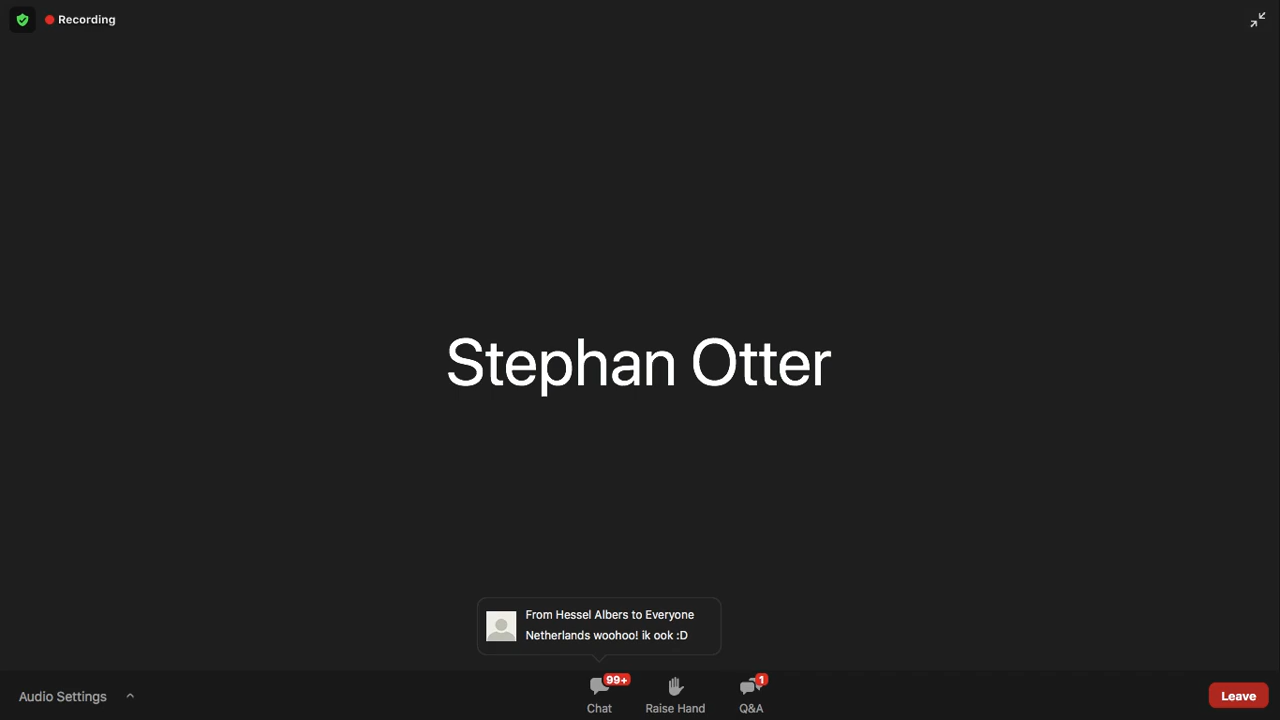 Recording
Stephan Otter
From Hessel Albers to Everyone
Netherlands woohoo! ik ook :D
Audio Settings
99+
Chat
Raise Hand
1
Q&A
Leave